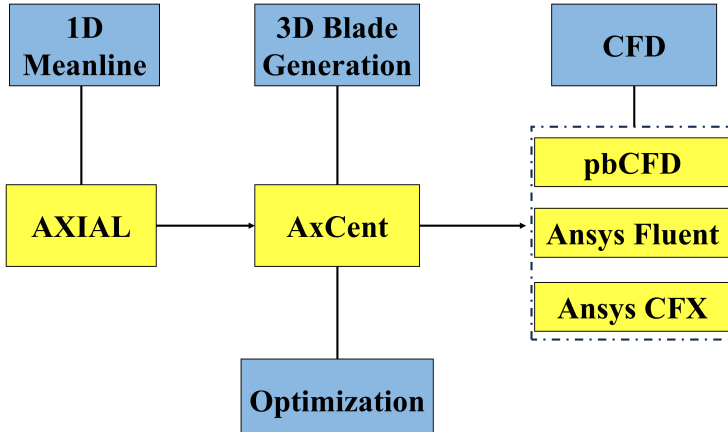 1D
Meanline
3D Blade
Generation
CFD
pbCFD
AXIAL
AxCent
Ansys Fluent
Ansys CFX
Optimization